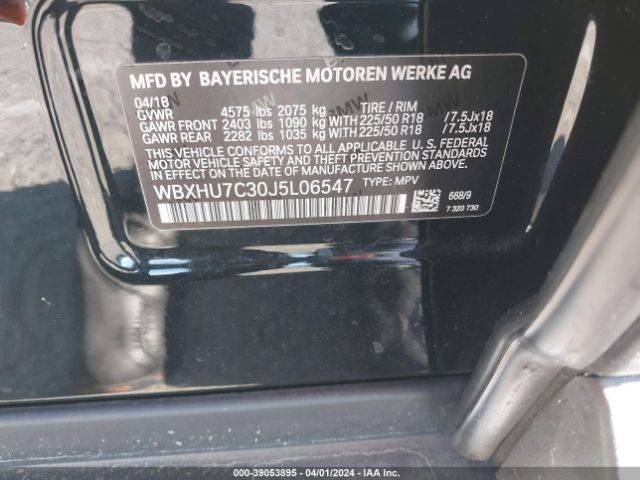 MFD BY BAYERISCHE MOTOREN WERKE AG
04/18
GVWR 4575 lbs 2075 kg TIRE / RIM
GAWR FRONT 2403 lbs 1090 kg WITH 225/50 R18 /7.5Jx18
GAWR REAR 2282 lbs 1035 kg WITH 225/50 R18 /7.5Jx18
THIS VEHICLE CONFORMS TO ALL APPLICABLE U.S. FEDERAL
MOTOR VEHICLE SAFETY, BUMPER, AND THEFT PREVENTION
STANDARDS IN EFFECT ON THE DATE OF MANUFACTURE SHOWN ABOVE.
WBXHU7C30J5L06547 TYPE: MPV
668/9
7 320 730
000-39053895 - 04/01/2024 - IAA Inc.